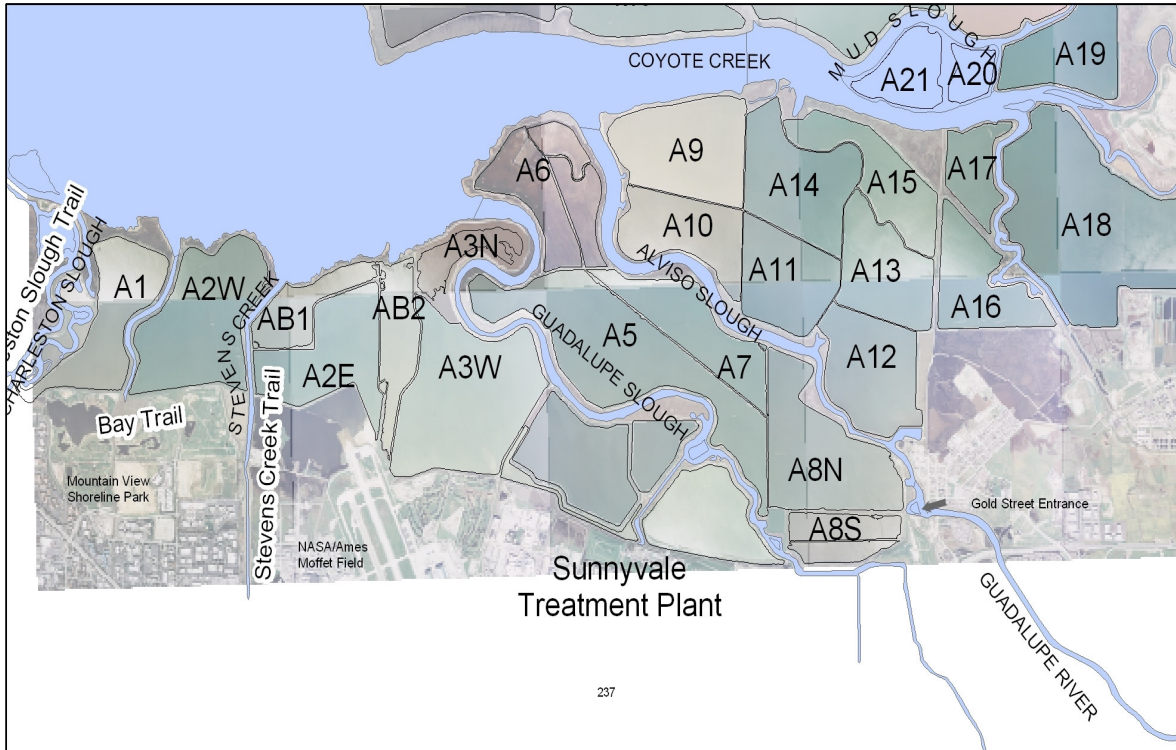 COYOTE CREEK
MUD SLOUGH
A19
A20
A21
A9
A6
A14
A15
A17
A18
A10
A3N
ALVISO SLOUGH
A11
A13
A16
Charleston Slough Trail
CHARLESTON SLOUGH
A1
A2W
STEVENS CREEK
AB1
AB2
GUADALUPE SLOUGH
A5
A7
A12
A2E
A3W
Bay Trail
Stevens Creek Trail
Mountain View
Shoreline Park
A8N
Gold Street Entrance
A8S
NASA/Ames
Moffet Field
Sunnyvale
Treatment Plant
GUADALUPE RIVER
237